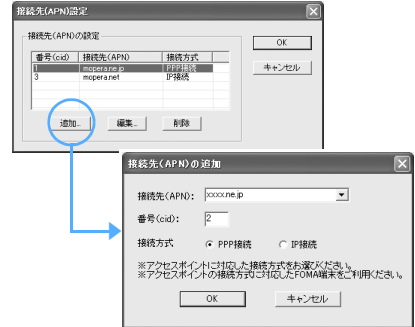 接続先(APN)設定
接続先(APN)の設定
番号(cid) 接続先(APN) 接続方式
1 mopera.ne.jp PPP接続
3 mopera.net IP接続
OK
キャンセル
追加... 編集... 削除
接続先(APN)の追加
接続先(APN): xxxx.ne.jp
番号(cid): 2
接続方式 PPP接続 IP接続
※アクセスポイントに対応した接続方式をお選びください。
※アクセスポイントの接続方式に対応したFOMA端末をご利用ください。
OK キャンセル